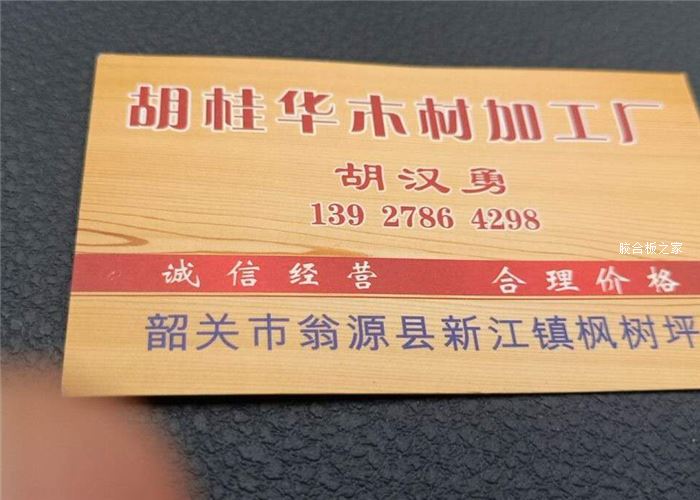 胡桂华木材加工厂
胡汉勇
139 2786 4298
胶合板之家
诚信经营 合理价格
韶关市翁源县新江镇枫树坪